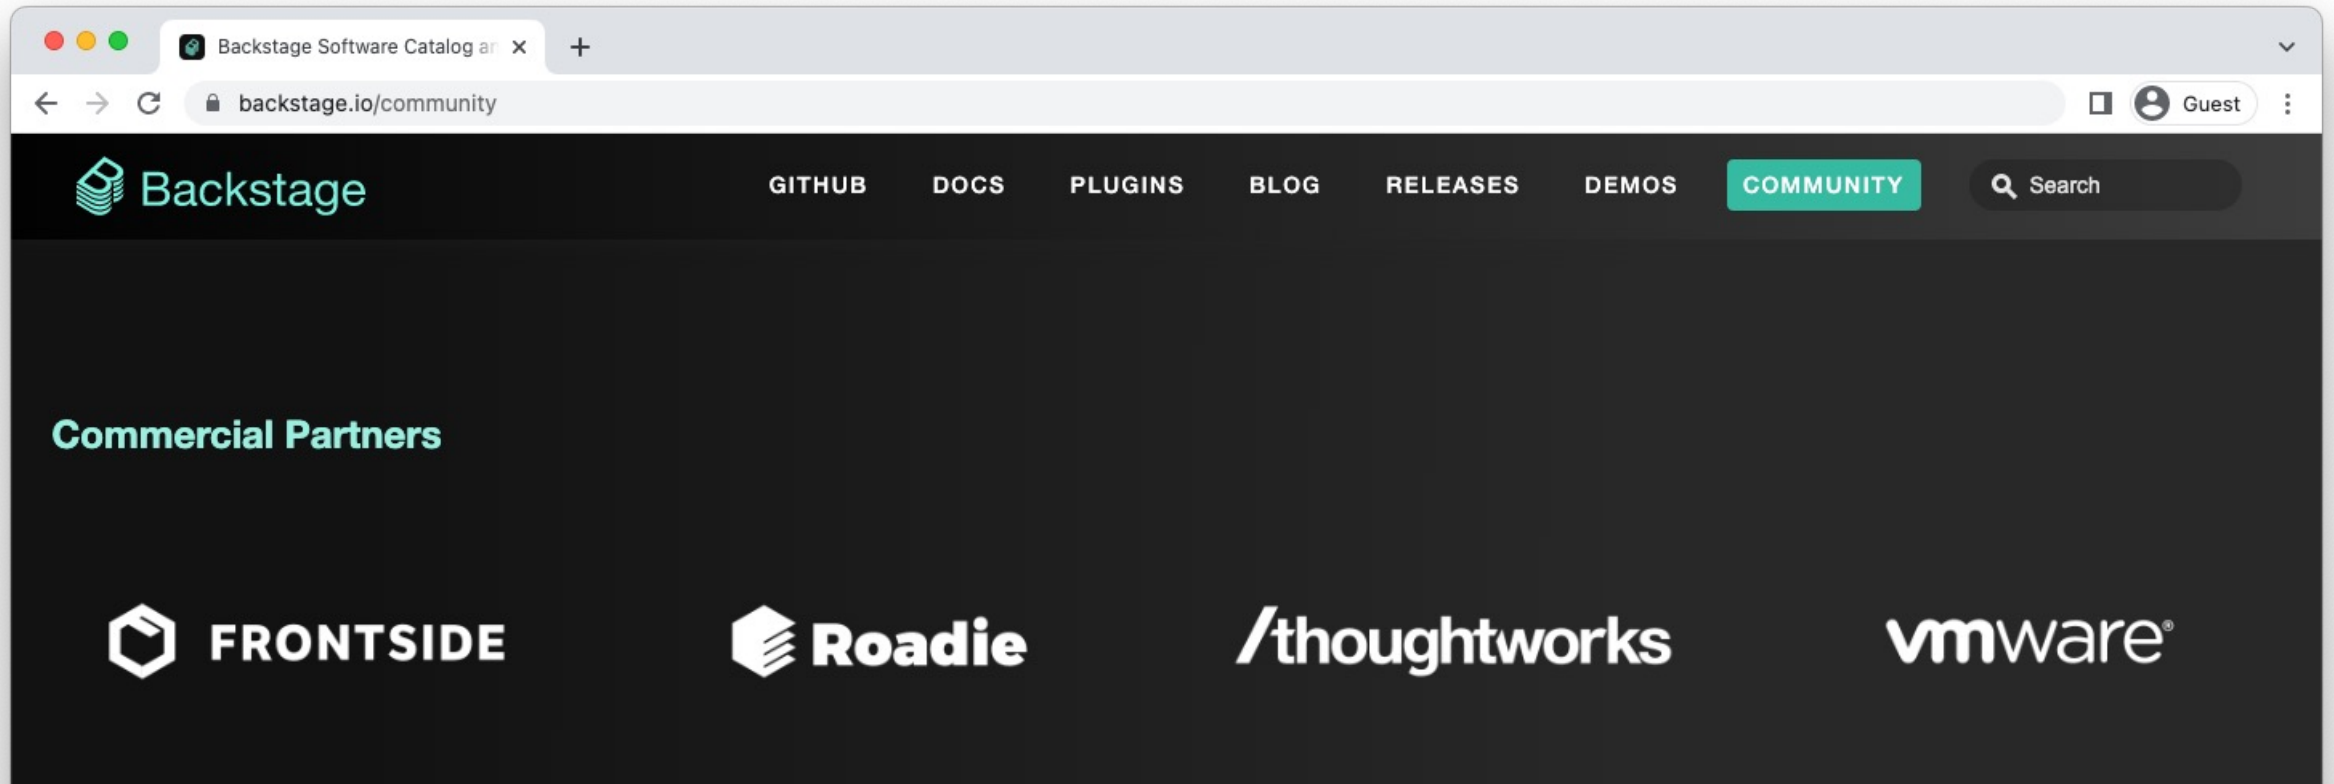 Backstage Software Catalog an
backstage.io/community
Guest
Backstage
GITHUB
DOCS
PLUGINS
BLOG
RELEASES
DEMOS
COMMUNITY
Search
Commercial Partners
FRONTSIDE
Roadie
/thoughtworks
vmware®